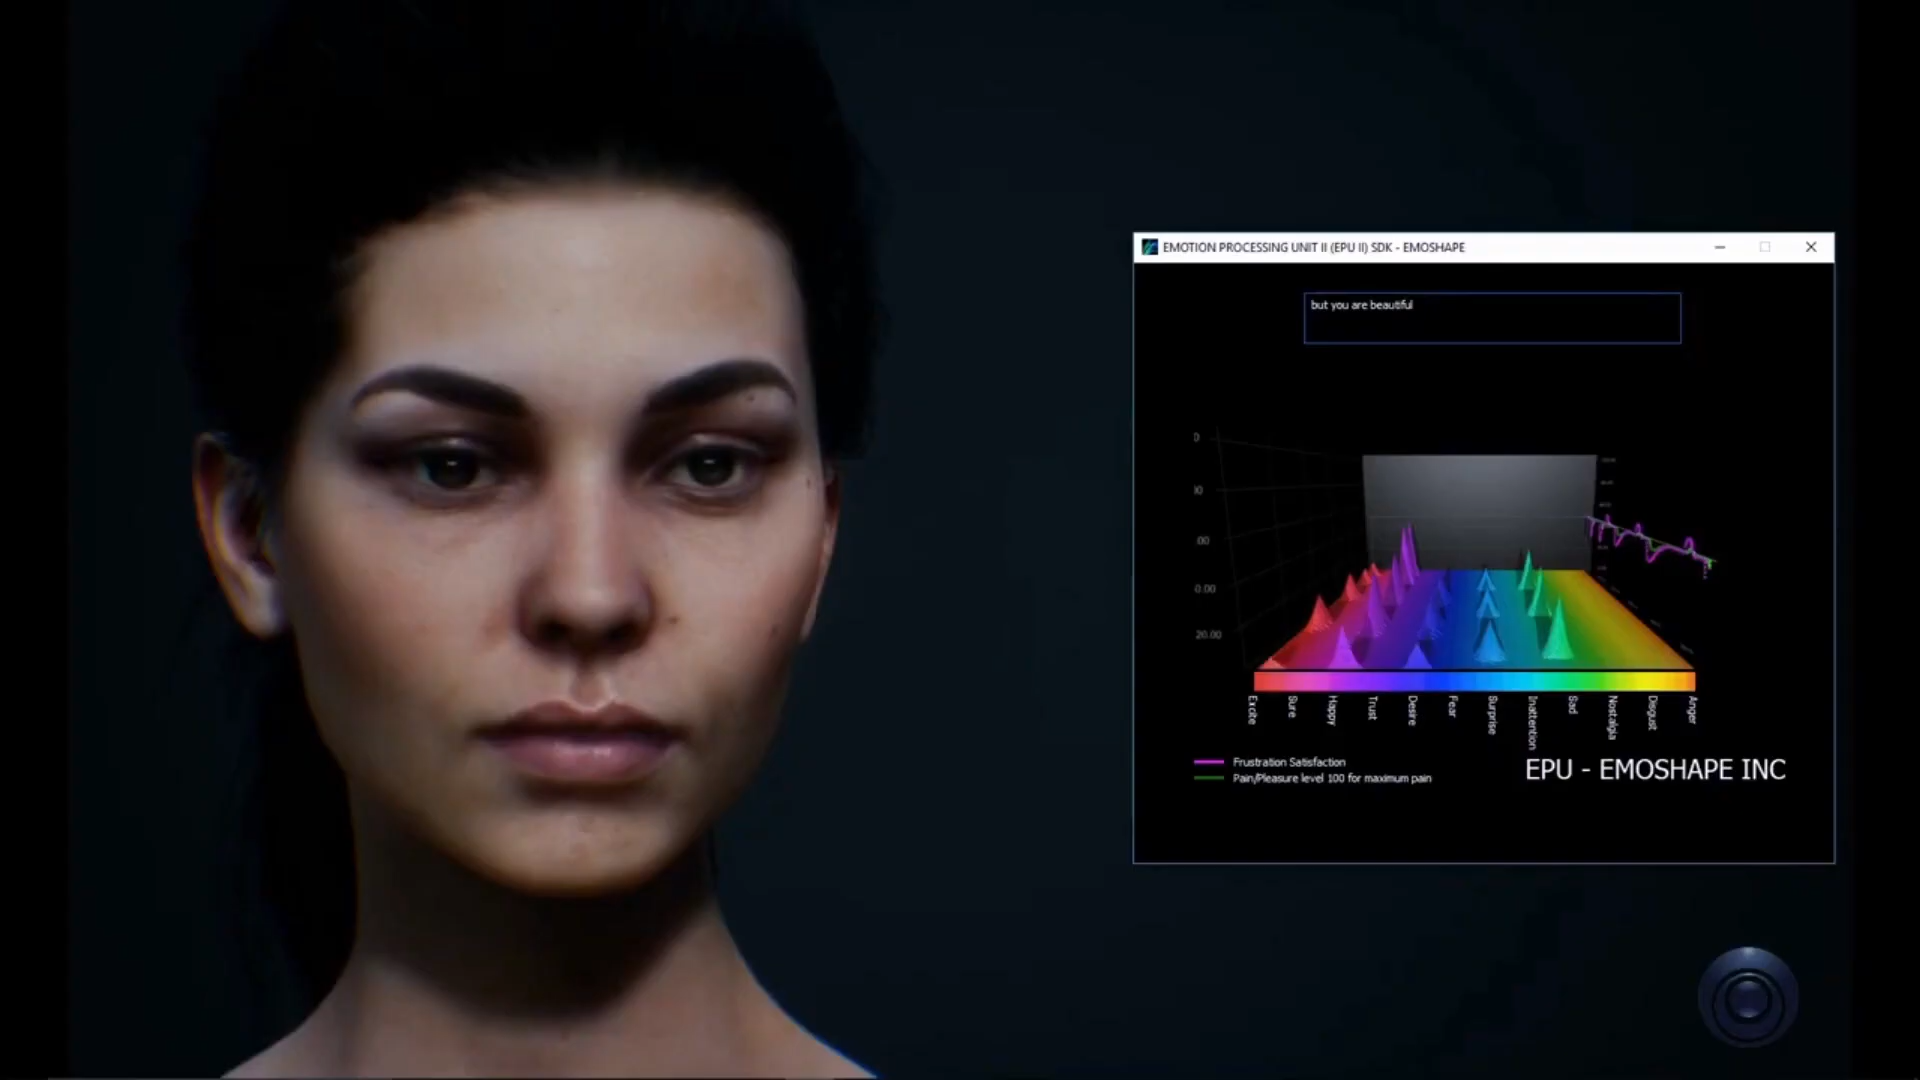 EMOTION PROCESSING UNIT II (EPU II) SDK - EMOSHAPE
but you are beautiful
0.00
20.00
Excite
Sure
Happy
Trust
Desire
Fear
Surprise
Inattention
Sad
Nostalgia
Disgust
Anger
Frustration Satisfaction
Pain/Pleasure level 100 for maximum pain
EPU - EMOSHAPE INC